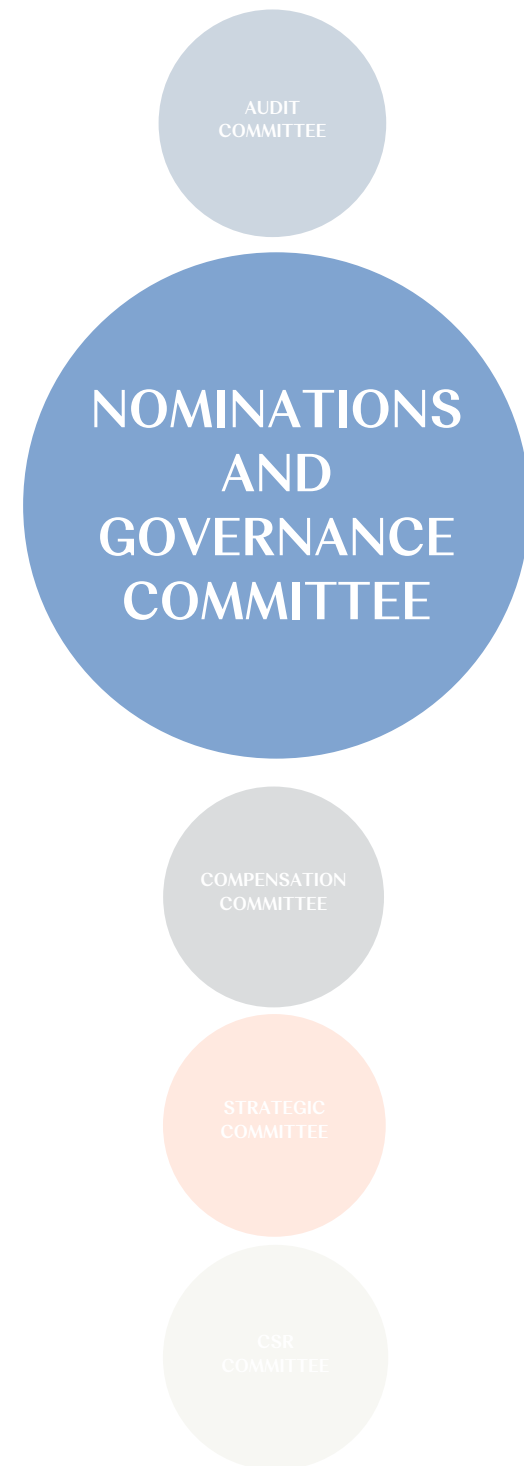 AUDIT
COMMITTEE
NOMINATIONS
AND
GOVERNANCE
COMMITTEE
COMPENSATION
COMMITTEE
STRATEGIC
COMMITTEE
CSR
COMMITTEE